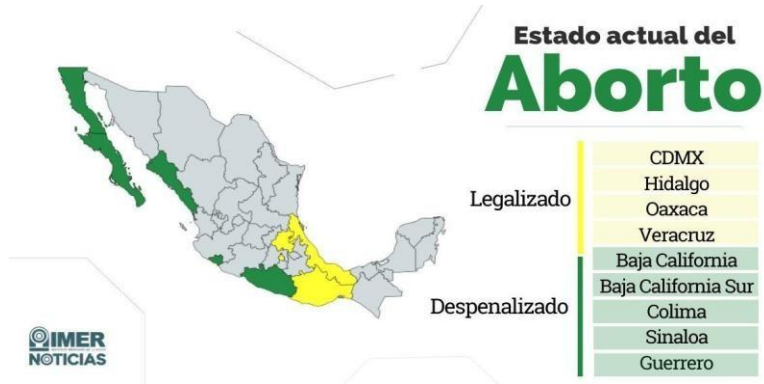 Estado actual del
Aborto
Legalizado
CDMX
Hidalgo
Oaxaca
Veracruz
Despenalizado
Baja California
Baja California Sur
Colima
Sinaloa
Guerrero
IMER
NOTICIAS